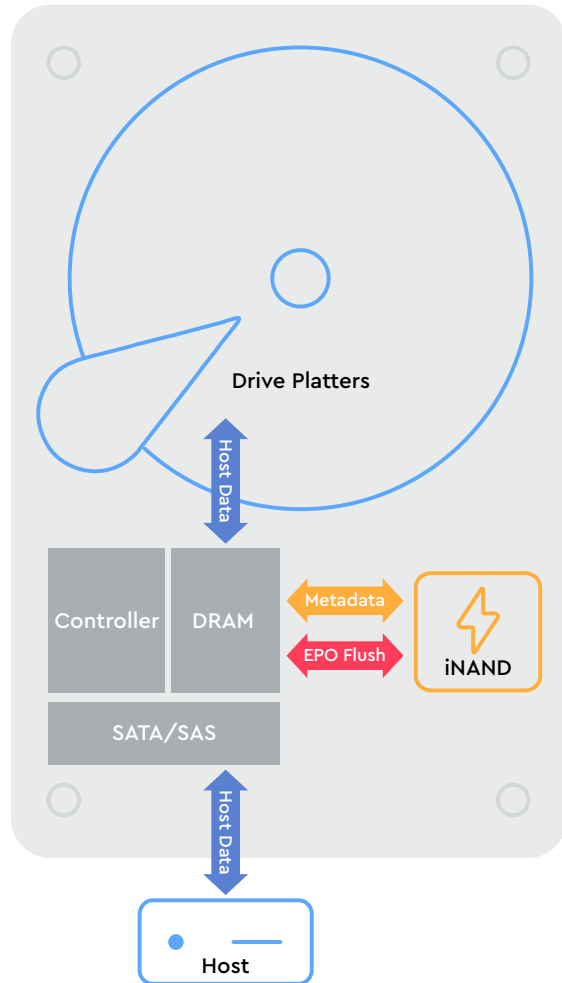 Drive Platters
Host Data
Controller
DRAM
Metadata
EPO Flush
iNAND
SATA/SAS
Host Data
Host